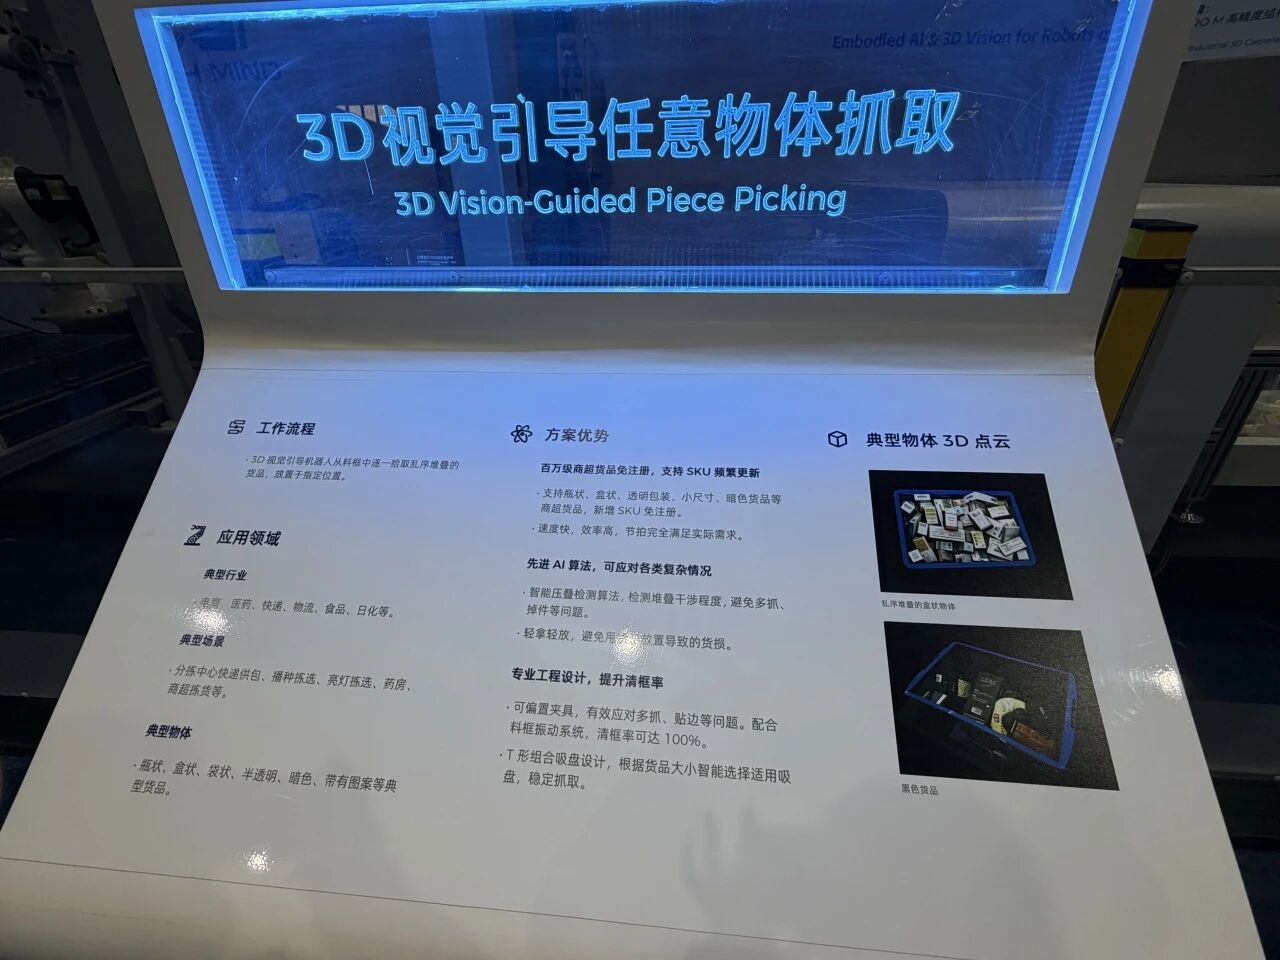 Embodied AI & 3D Vision for Robots
MIND
3D视觉引导任意物体抓取
3D Vision-Guided Piece Picking
工作流程
· 3D 视觉引导机器人从料框中逐一拾取乱序堆叠的
货品，放置于指定位置。
应用领域
典型行业
· 电商、医药、快递、物流、食品、日化等。
典型场景
· 分拣中心快递供包、播种拣选、亮灯拣选、药房、
商超拣货等。
典型物体
· 瓶状、盒状、袋状、半透明、暗色、带有图案等典
型货品。
方案优势
百万级商超货品免注册，支持 SKU 频繁更新
· 支持瓶状、盒状、透明包装、小尺寸、暗色货品等
商超货品，新增 SKU 免注册。
· 速度快，效率高，节拍完全满足实际需求。
先进 AI 算法，可应对各类复杂情况
· 智能压叠检测算法，检测堆叠干涉程度，避免多抓、
掉件等问题。
· 轻拿轻放，避免 放置导致的货损。
专业工程设计，提升清框率
· 可偏置夹具，有效应对多抓、贴边等问题。配合
料框振动系统，清框率可达 100%。
· T 形组合吸盘设计，根据货品大小智能选择适用吸
盘，稳定抓取。
典型物体 3D 点云
乱序堆叠的盒状物体
黑色货品